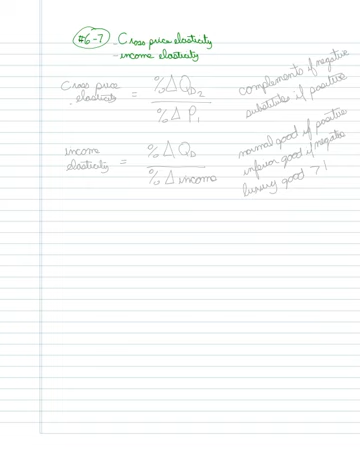 #6-7 - Cross price elasticity
- income elasticity
Cross price elasticity = %ΔQD2 / %ΔP1
complements if negative
substitutes if positive
income elasticity = %ΔQD / %Δ income
normal good if positive
inferior good if negative
luxury good > 1